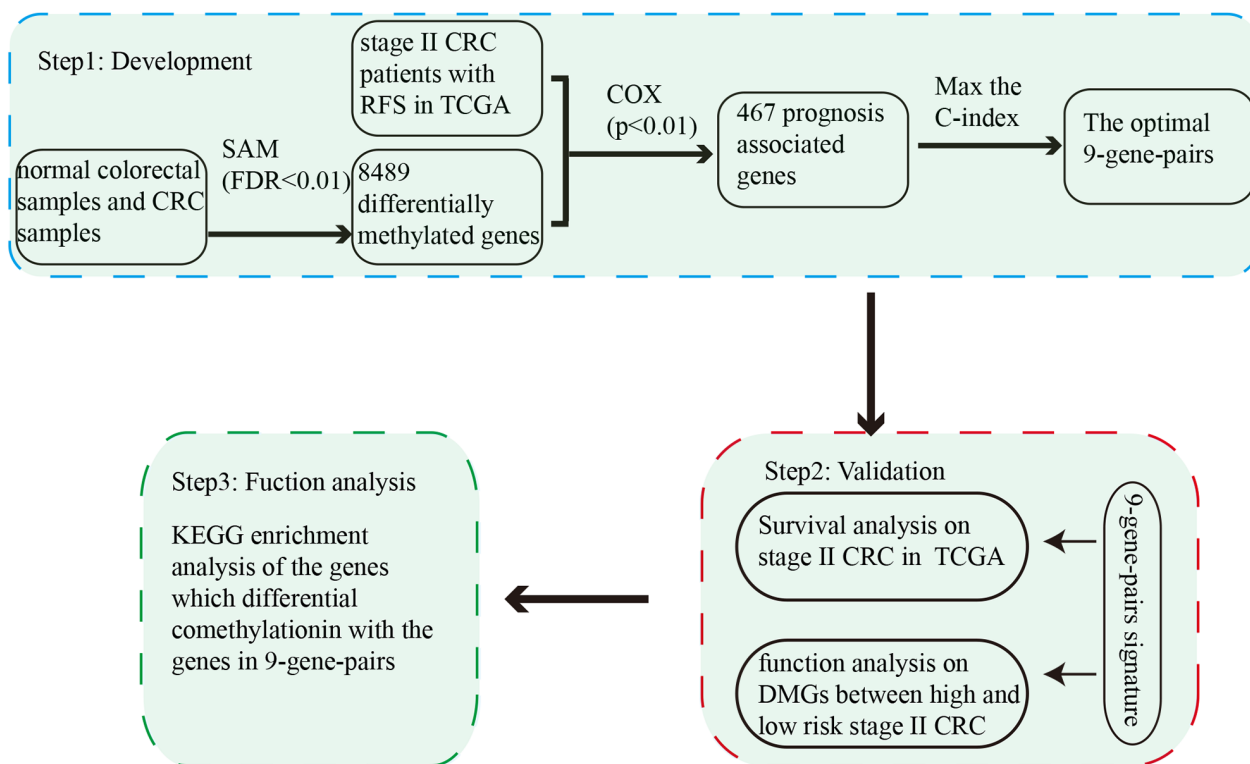 Step1: Development
normal colorectal
samples and CRC
samples
SAM
(FDR<0.01)
stage II CRC
patients with
RFS in TCGA
8489
differentially
methylated genes
COX
(p<0.01)
467 prognosis
associated
genes
Max the
C-index
The optimal
9-gene-pairs
Step2: Validation
9-gene-pairs signature
Survival analysis on
stage II CRC in TCGA
function analysis on
DMGs between high and
low risk stage II CRC
Step3: Fuction analysis
KEGG enrichment
analysis of the genes
which differential
comethylationin with the
genes in 9-gene-pairs